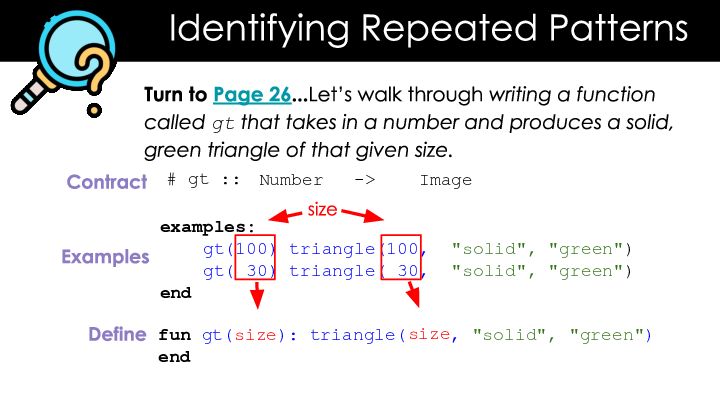 Identifying Repeated Patterns
Turn to Page 26...Let's walk through writing a function
called gt that takes in a number and produces a solid,
green triangle of that given size.
Contract # gt :: Number -> Image
size
examples:
Examples gt(100) triangle(100, "solid", "green")
gt( 30) triangle( 30, "solid", "green")
end
Define fun gt(size): triangle(size, "solid", "green")
end